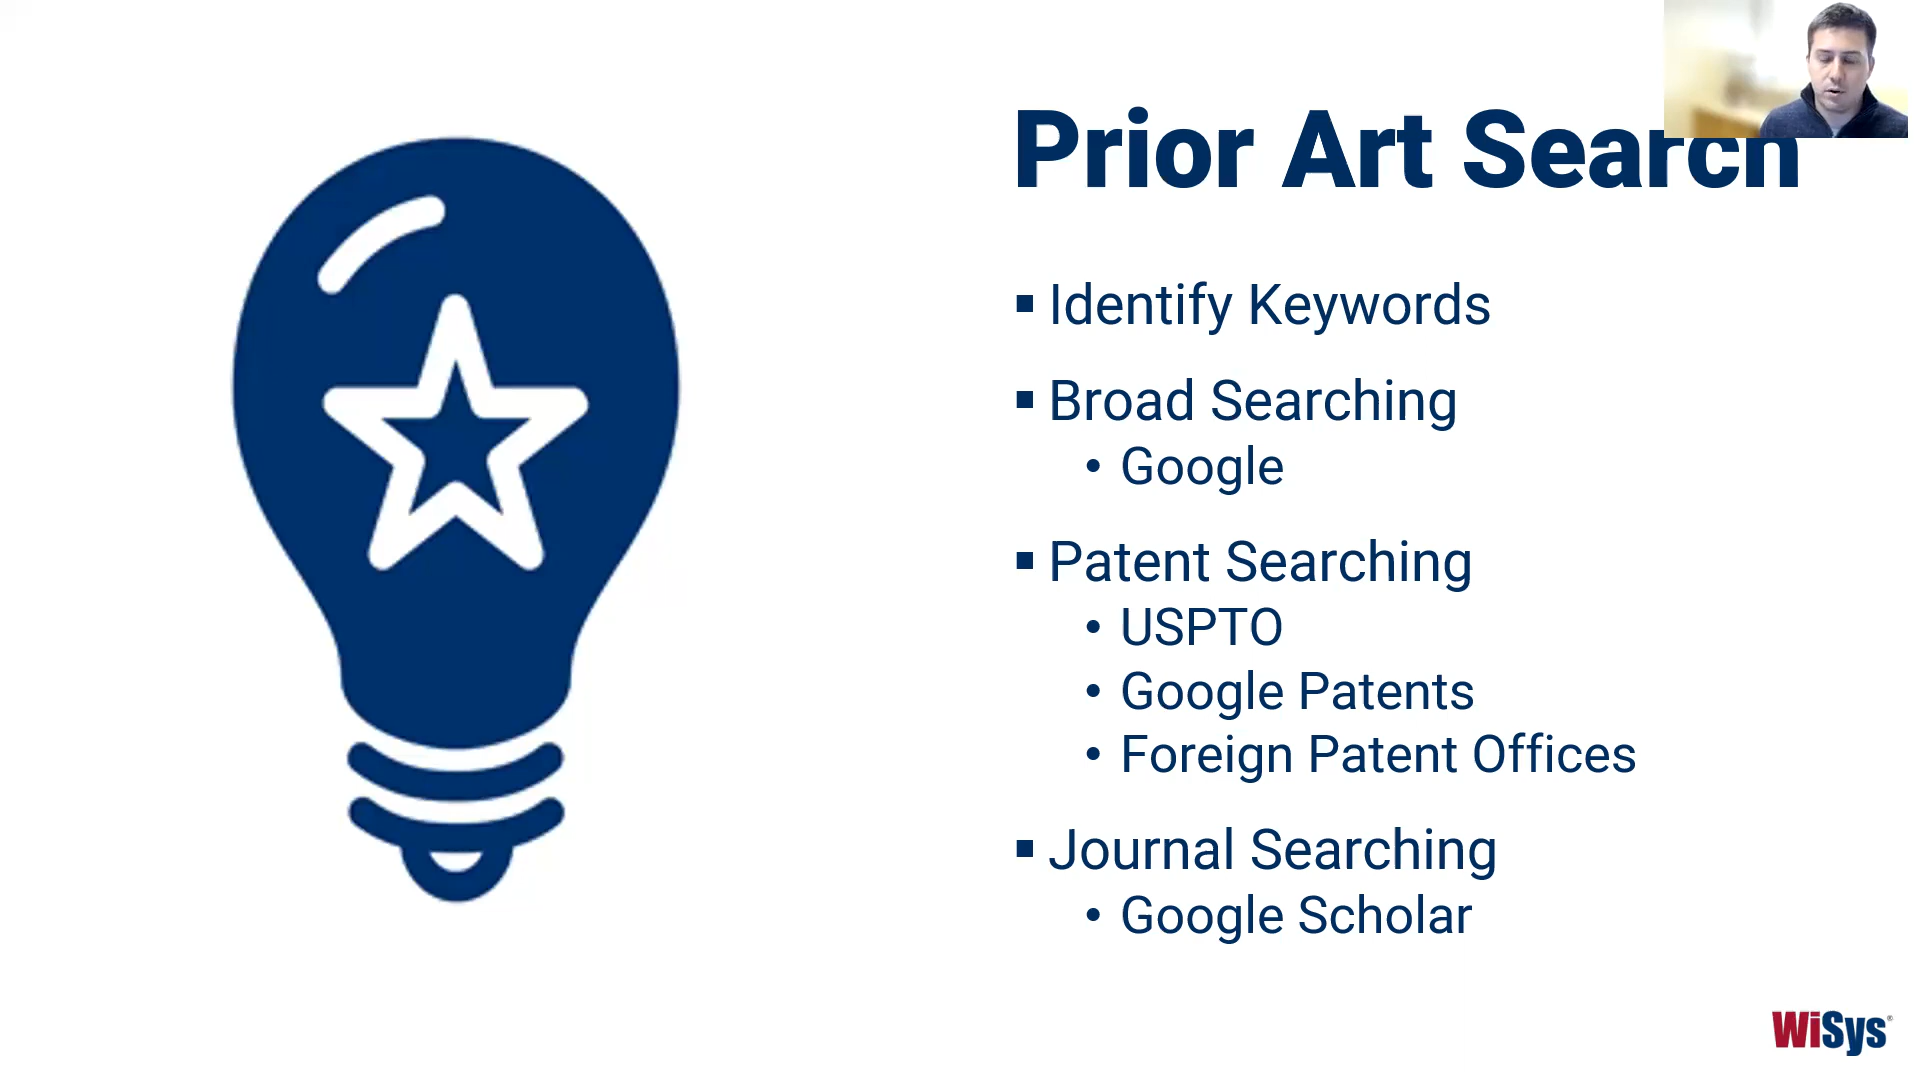 Prior Art Search
▪ Identify Keywords
▪ Broad Searching
• Google
▪ Patent Searching
• USPTO
• Google Patents
• Foreign Patent Offices
▪ Journal Searching
• Google Scholar
WiSys®